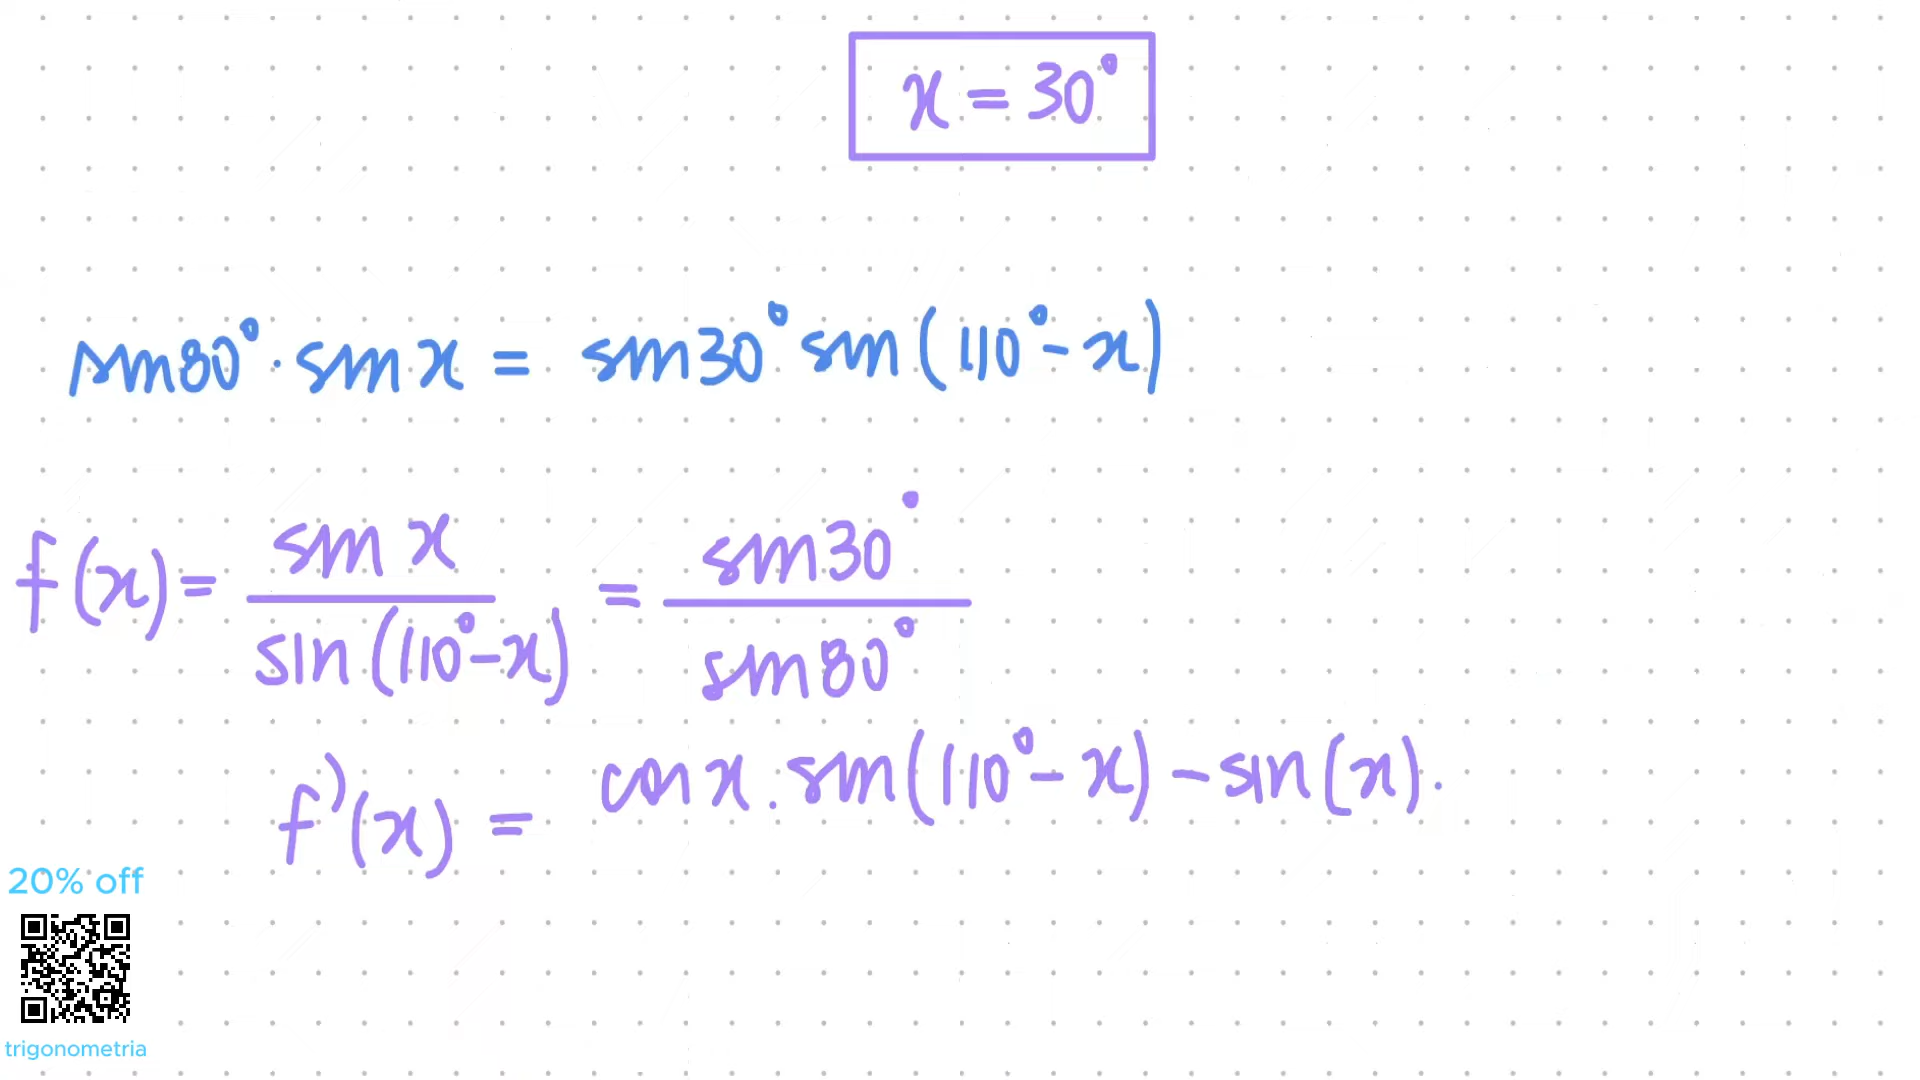 x = 30°
sin80° · sin x = sin30° sin(110° - x)
f(x) = sin x / sin(110° - x) = sin30° / sin80°
f'(x) = cos x . sin(110° - x) - sin(x) .
20% off
trigonometria